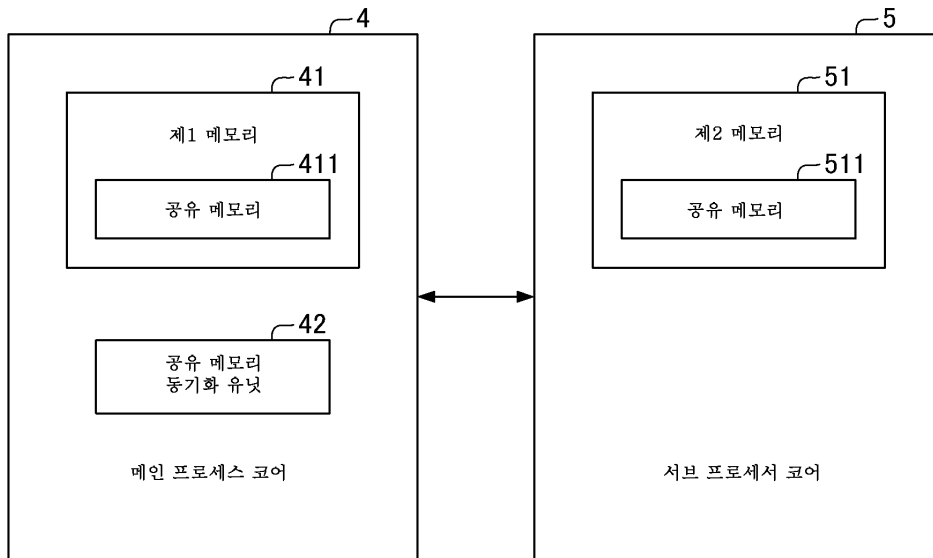 4
5
41
51
제1 메모리
제2 메모리
411
511
공유 메모리
공유 메모리
42
공유 메모리
동기화 유닛
메인 프로세스 코어
서브 프로세서 코어